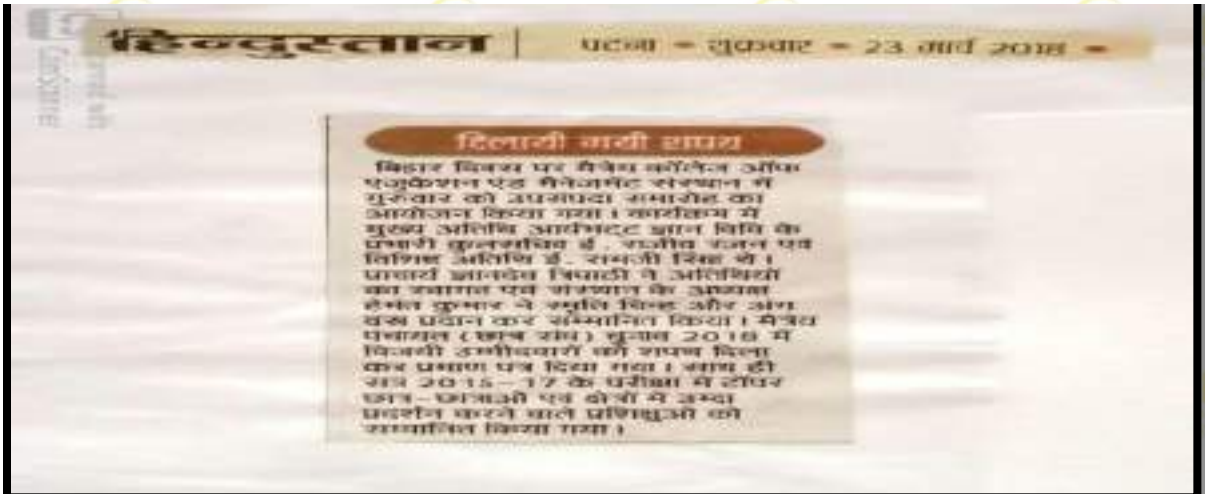 हिन्दुस्तान
पटना • शुक्रवार • 23 मार्च 2018 •
दिलायी गयी शपथ
बिहार दिवस पर मैत्रेय कॉलेज ऑफ
एजुकेशन एंड मैनेजमेंट संस्थान में
गुरुवार को उपसंपदा समारोह का
आयोजन किया गया। कार्यक्रम में
मुख्य अतिथि आर्यभट्ट ज्ञान विवि के
प्रभारी कुलसचिव ई. राजीव रंजन एवं
विशिष्ट अतिथि ई. रामजी सिंह थे।
प्राचार्य ज्ञानदेव त्रिपाठी ने अतिथियों
का स्वागत एवं संस्थान के अध्यक्ष
हेमंत कुमार ने स्मृति चिन्ह और अंग
वस्त्र प्रदान कर सम्मानित किया। मैत्रेय
पंचायत (छात्र संघ) चुनाव 2018 में
विजयी उम्मीदवारों को शपथ दिला
कर प्रमाण पत्र दिया गया। साथ ही
सत्र 2015-17 के परीक्षा में टॉपर
छात्र-छात्राओं एवं क्षेत्रों में उम्दा
प्रदर्शन करने वाले प्रशिक्षुओं को
सम्मानित किया गया।